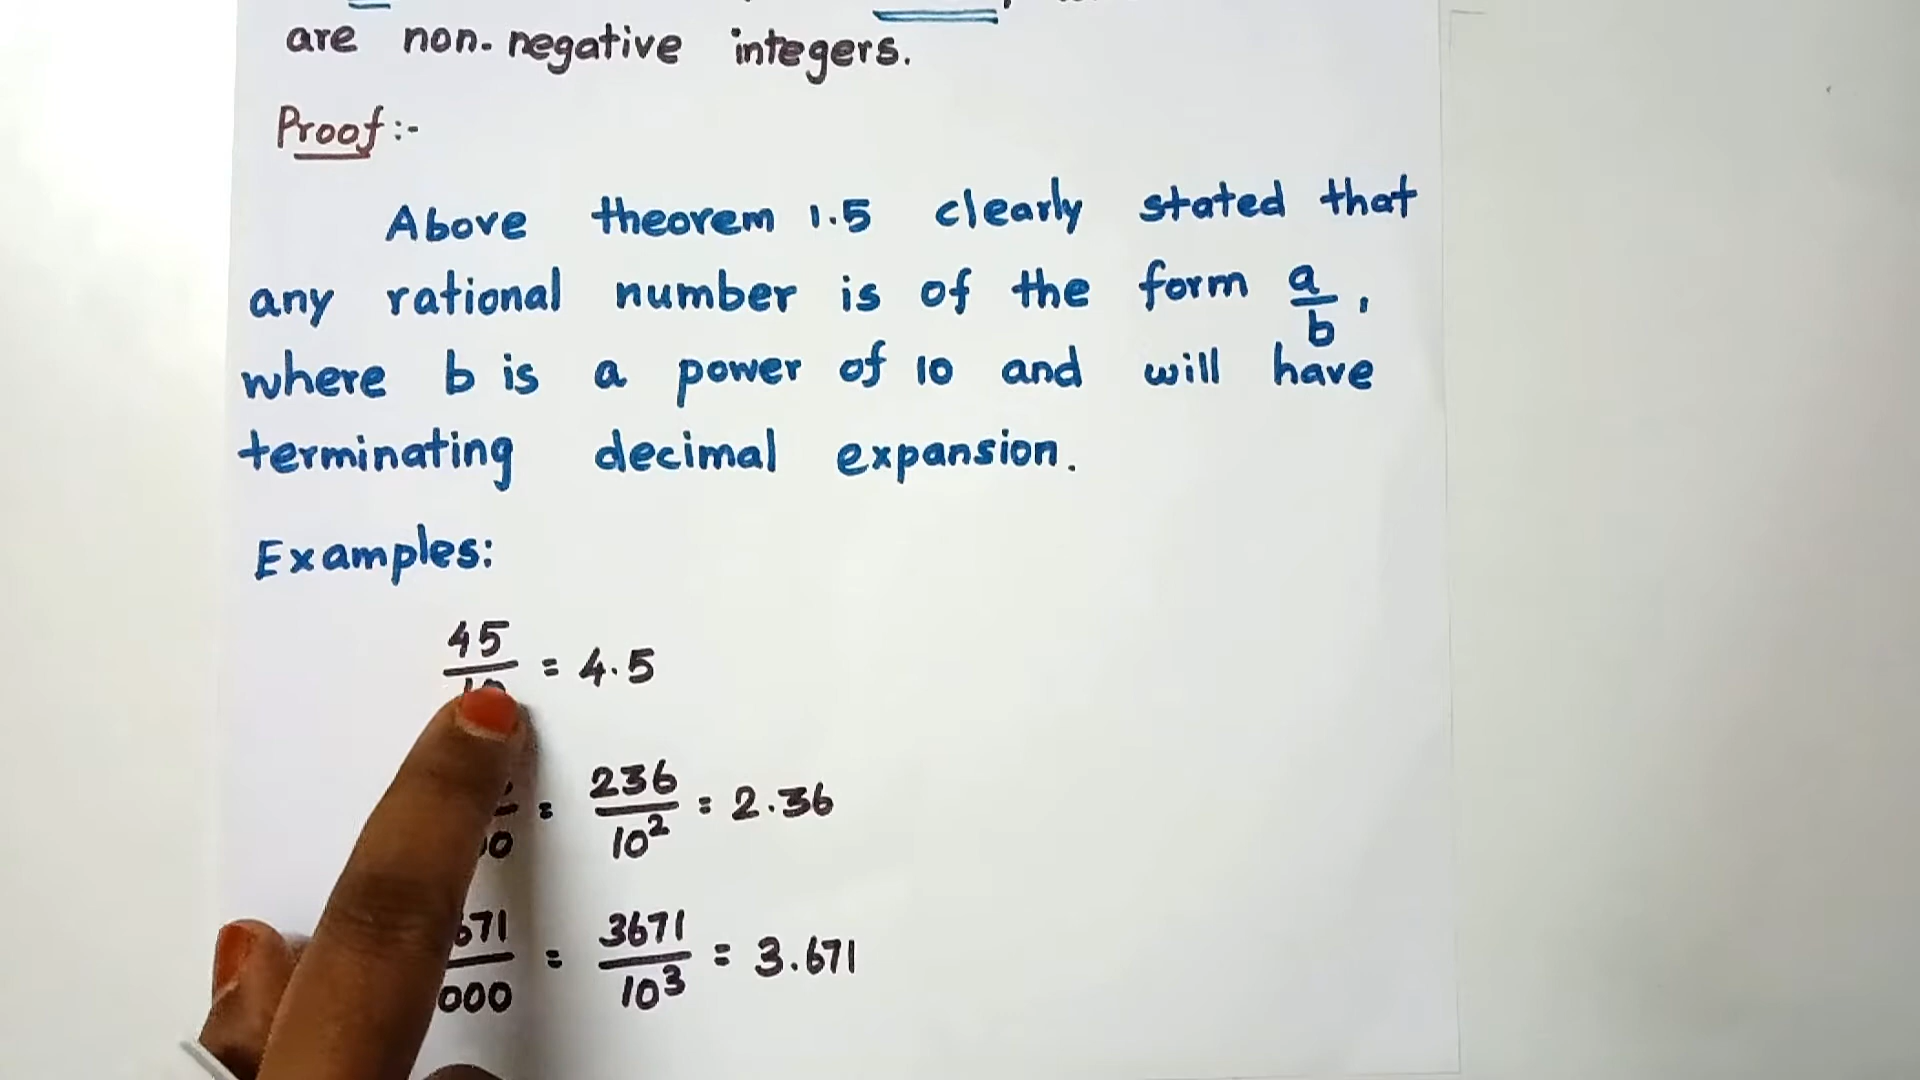 are non-negative integers.
Proof :-
Above theorem 1.5 clearly stated that
any rational number is of the form a/b,
where b is a power of 10 and will have
terminating decimal expansion.
Examples:
45/10 = 4.5
= 236/10² = 2.36
= 3671/10³ = 3.671